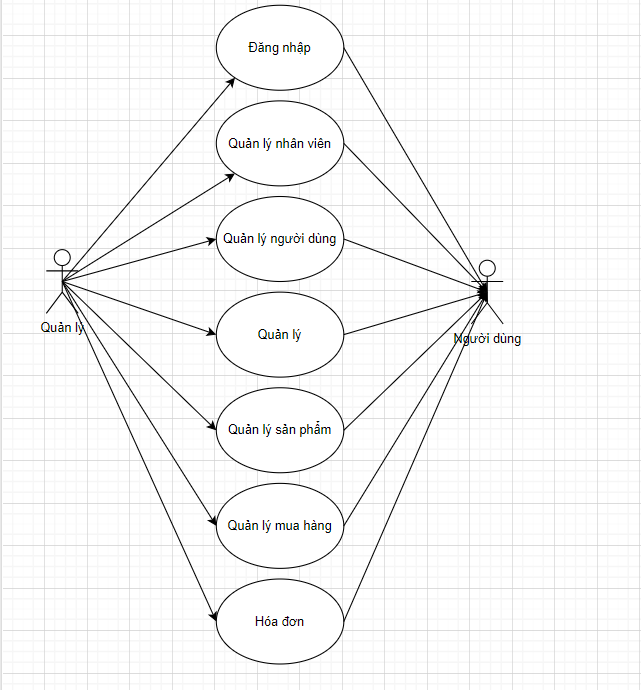 Đăng nhập
Quản lý nhân viên
Quản lý người dùng
Quản lý
Người dùng
Quản lý
Quản lý sản phẩm
Quản lý mua hàng
Hóa đơn